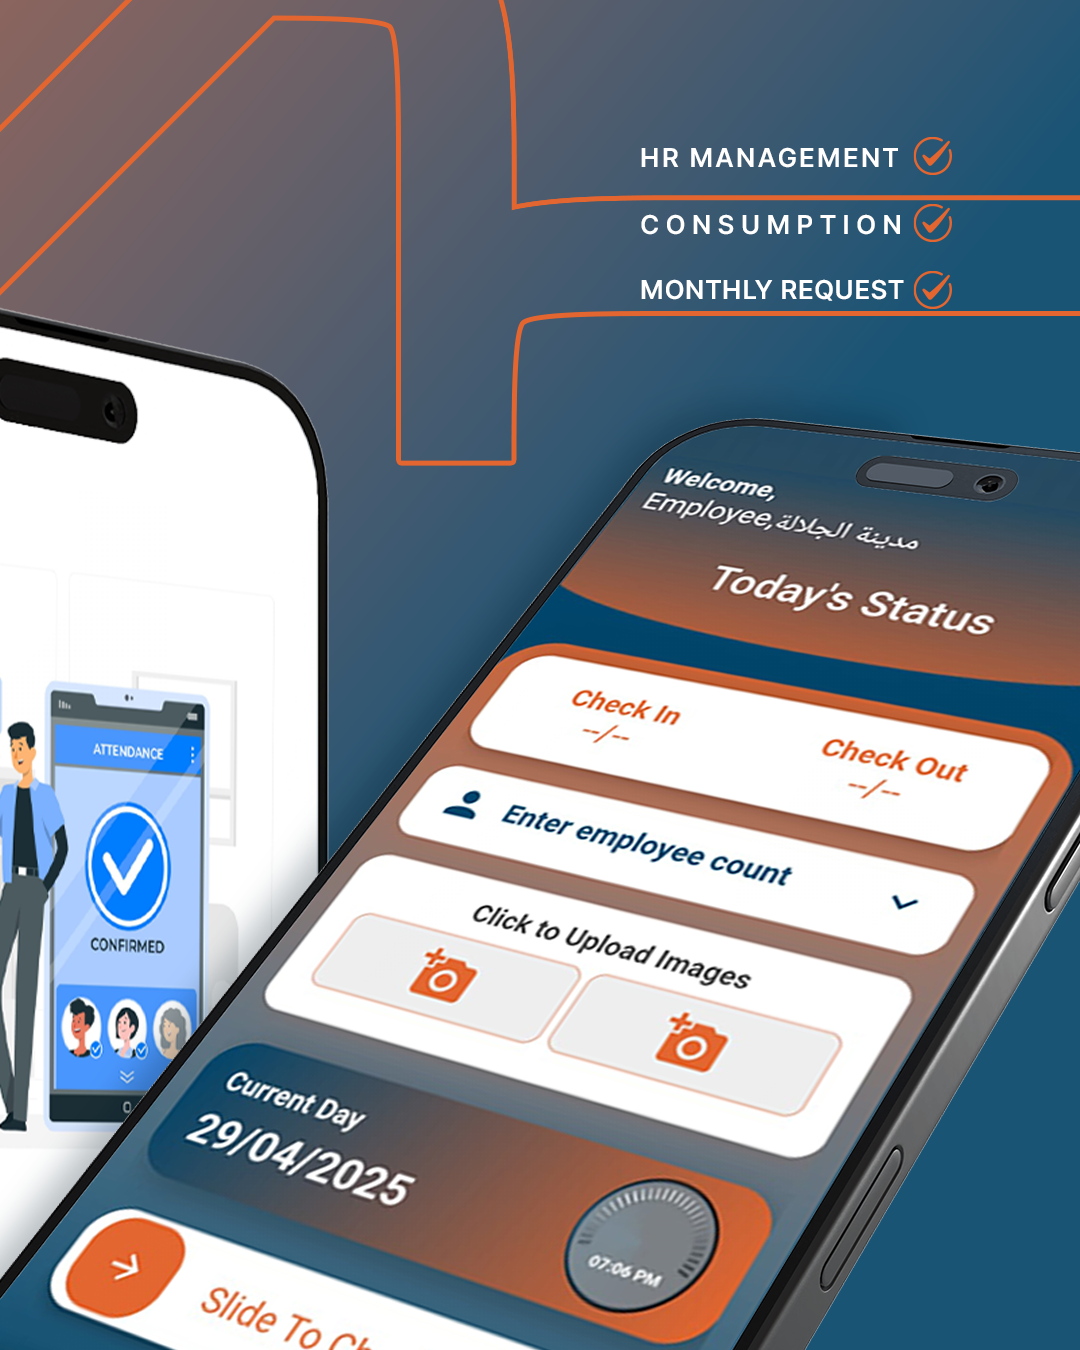 HR MANAGEMENT
CONSUMPTION
MONTHLY REQUEST
Welcome,
Employee,مدينة الجلالة
Today's Status
Check In
--/--
Check Out
--/--
Enter employee count
Click to Upload Images
Current Day
29/04/2025
07:06 PM
Slide To Ch
ATTENDANCE
CONFIRMED